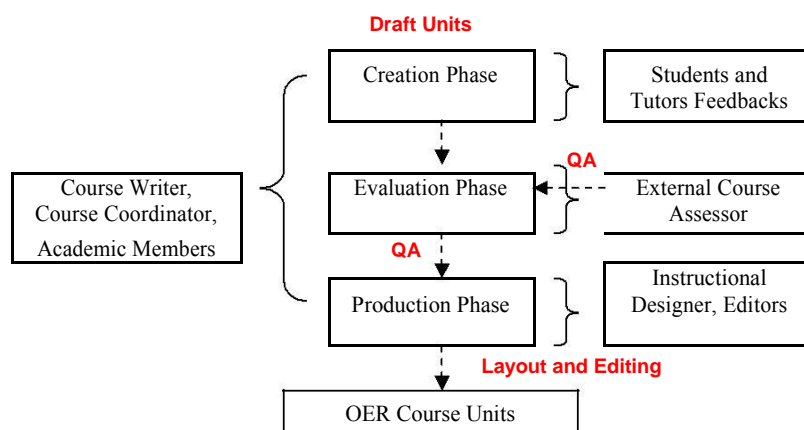 Draft Units
Creation Phase
Students and
Tutors Feedbacks
QA
Course Writer,
Course Coordinator,
Academic Members
Evaluation Phase
External Course
Assessor
QA
Production Phase
Instructional
Designer, Editors
Layout and Editing
OER Course Units